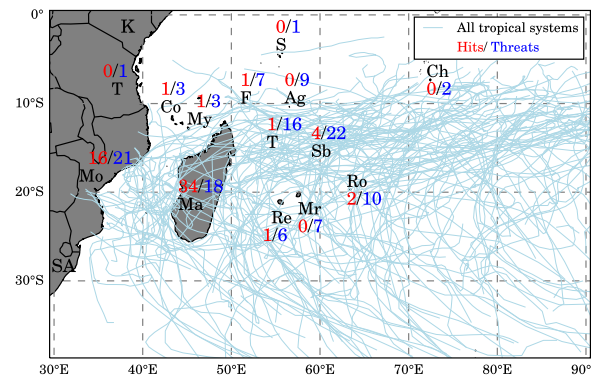 0°
10°S
20°S
30°S
30°E 40°E 50°E 60°E 70°E 80°E 90°E
All tropical systems
Hits/ Threats
K
0/1
S
0/1
T
1/3
Co
1/3
My
1/7
F
0/9
Ag
Ch
0/2
1/16
T
4/22
Sb
16/21
Mo
34/18
Ma
Ro
2/10
Mr
0/7
Re
1/6
SA